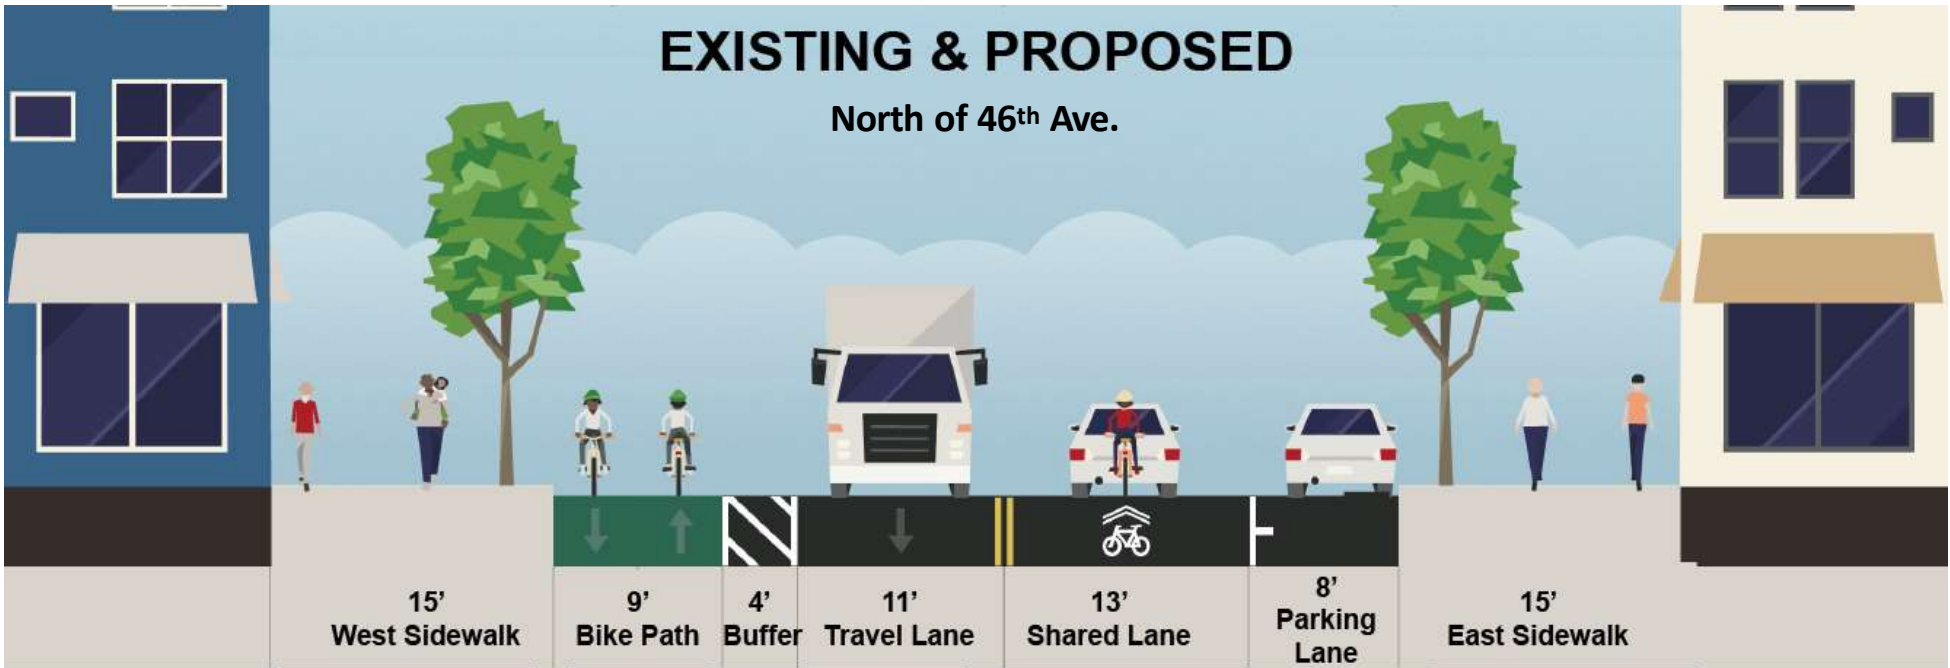 EXISTING & PROPOSED
North of 46th Ave.
15’
West Sidewalk
9’
Bike Path
4’
Buffer
11’
Travel Lane
13’
Shared Lane
8’
Parking
Lane
15’
East Sidewalk